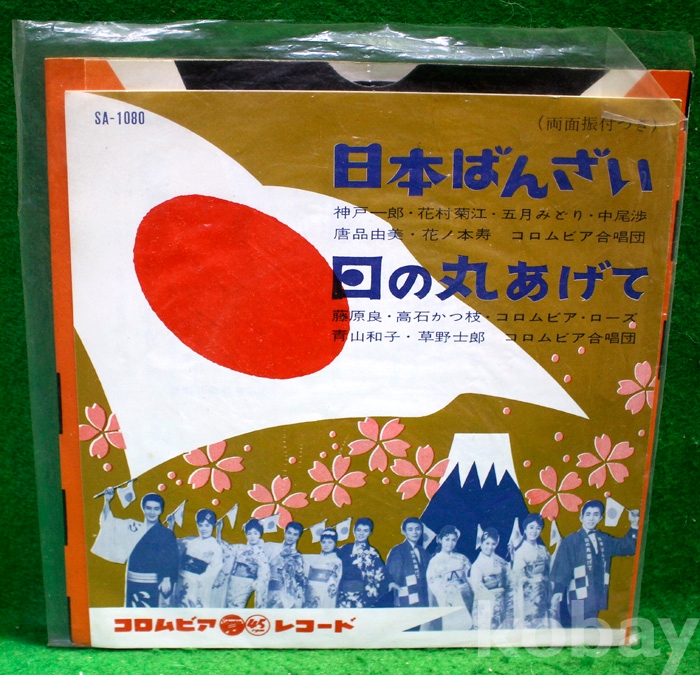 SA-1080
(両面振付つき)
日本ばんざい
神戸一郎・花村菊江・五月みどり・中尾渉
唐品由美・花ノ本寿 コロムビア合唱団
日の丸あげて
藤原良・高石かつ枝・コロムビア・ローズ
青山和子・草野士郎 コロムビア合唱団
コロムビア 45 レコード
kobay